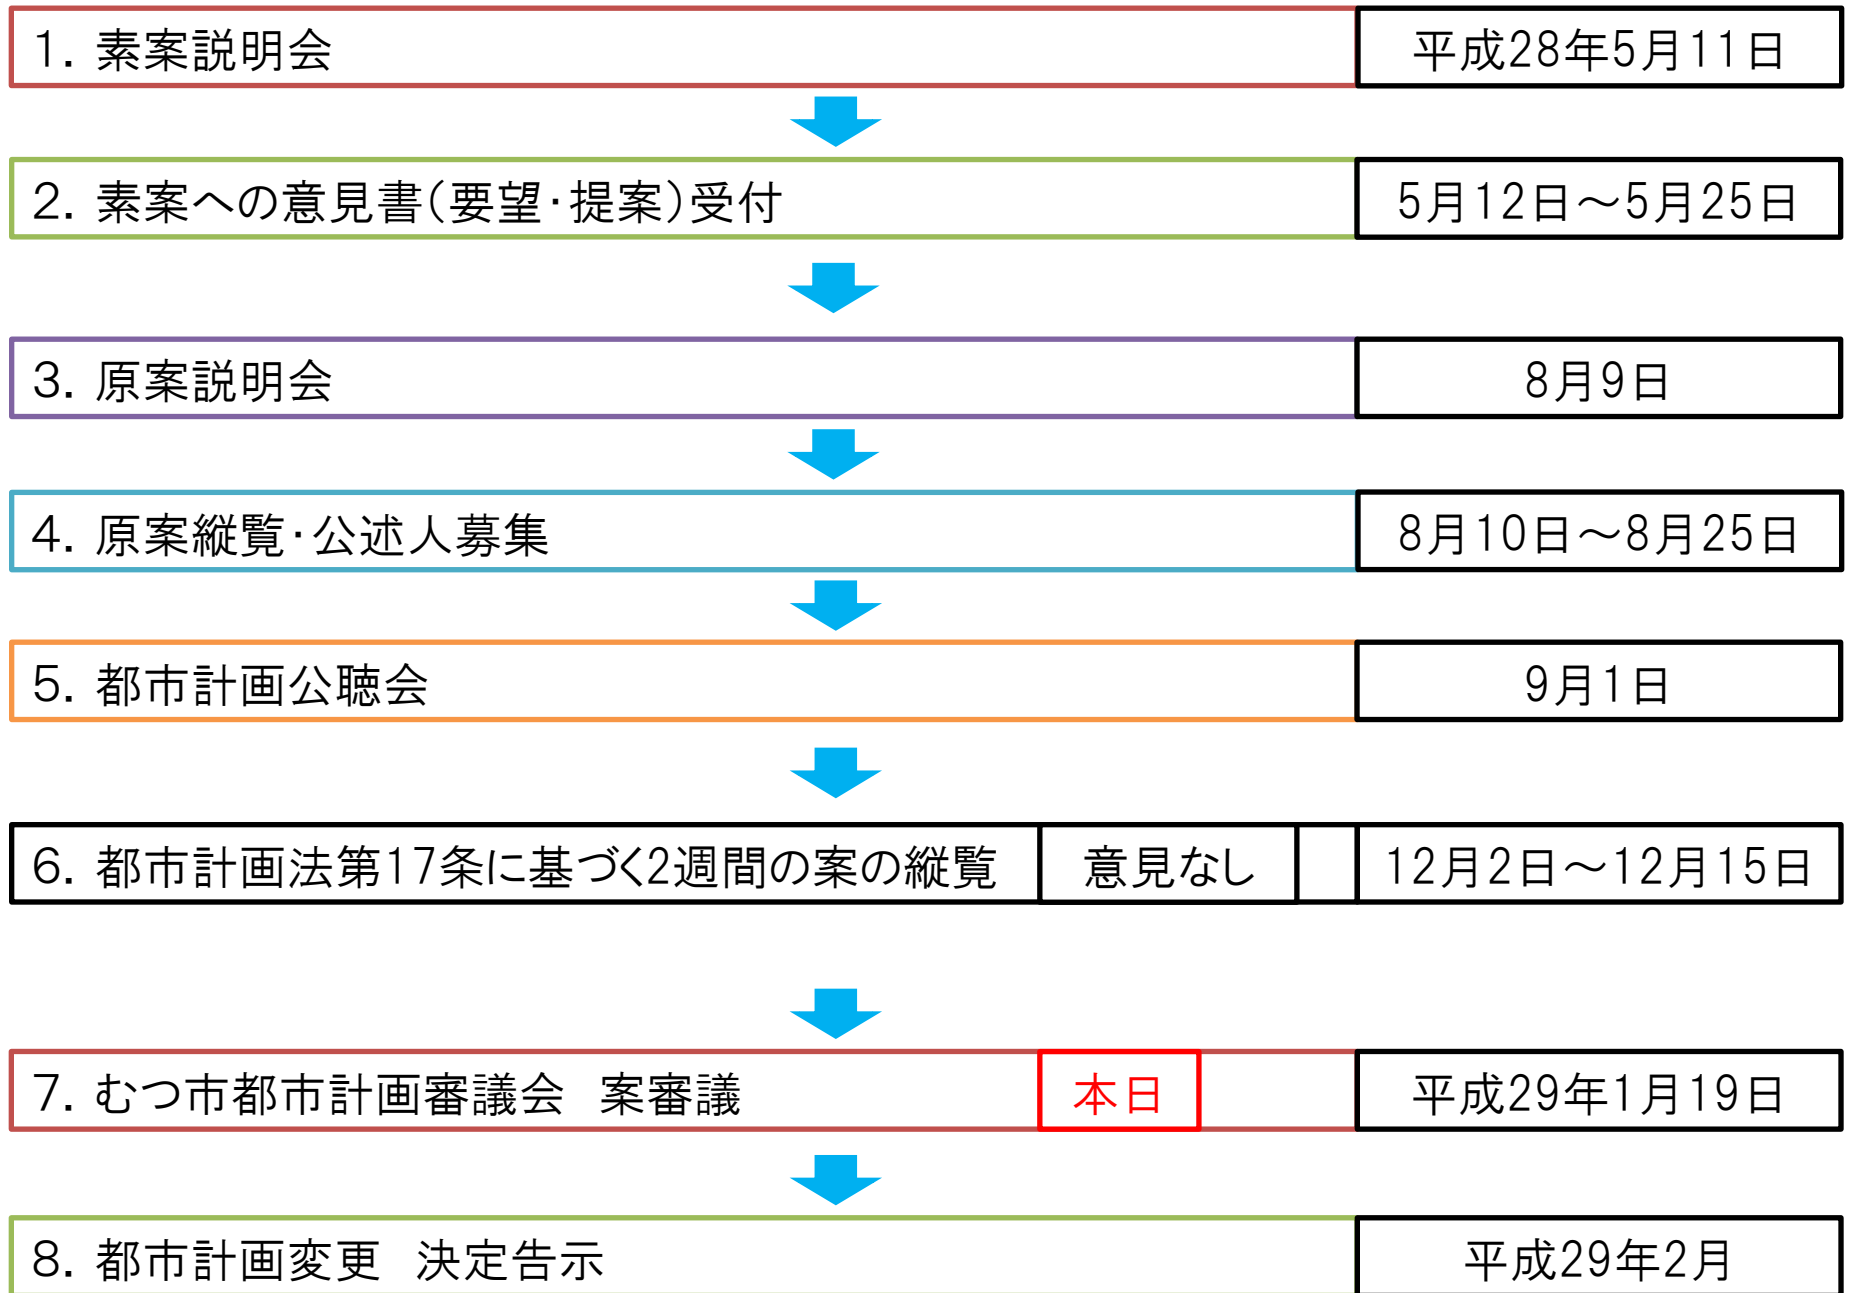 1. 素案説明会 平成28年5月11日
2. 素案への意見書(要望・提案)受付 5月12日～5月25日
3. 原案説明会 8月9日
4. 原案縦覧・公述人募集 8月10日～8月25日
5. 都市計画公聴会 9月1日
6. 都市計画法第17条に基づく2週間の案の縦覧 意見なし 12月2日～12月15日
7. むつ市都市計画審議会　案審議 本日 平成29年1月19日
8. 都市計画変更　決定告示 平成29年2月